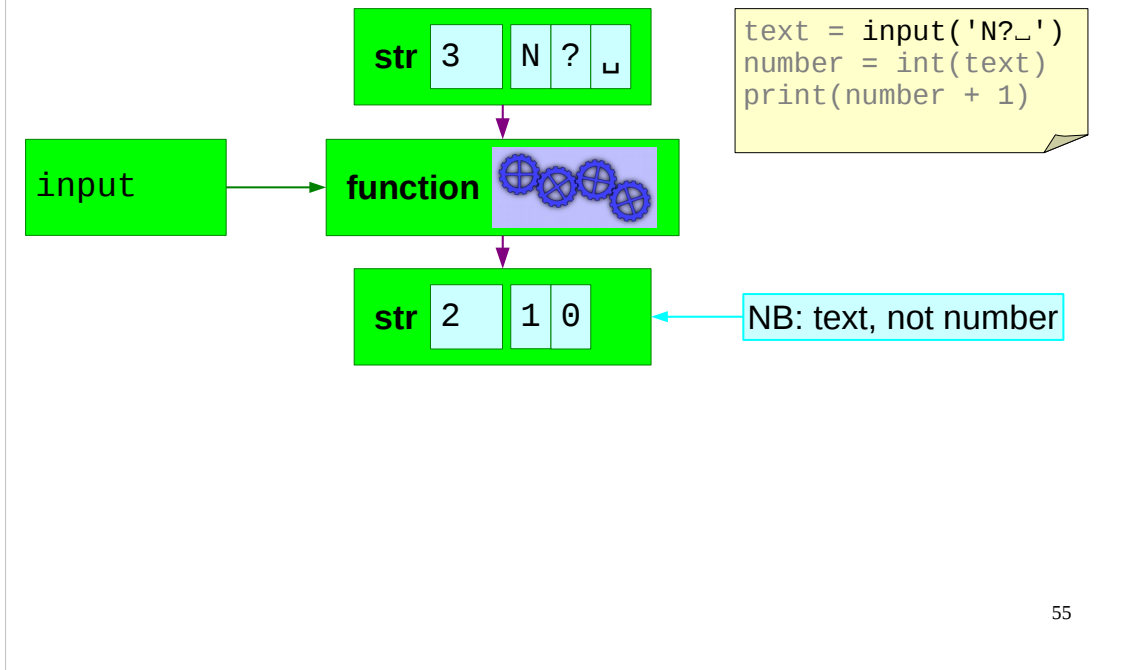 str 3 N ? ␣
text = input('N?␣')
number = int(text)
print(number + 1)
input
function
str 2 1 0
NB: text, not number
55